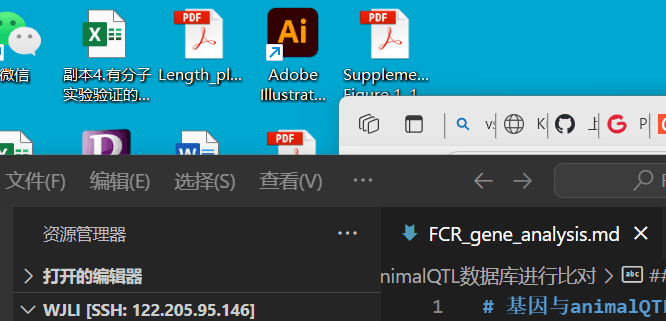 PDF
Ai
PDF
微信
副本4.有分子
实验验证的...
Length_pl...
Adobe
Illustrat...
Suppleme...
Figure 1_1
PDF
文件(F)
编辑(E)
选择(S)
查看(V)
...
资源管理器
...
FCR_gene_analysis.md
打开的编辑器
nimalQTL数据库进行比对
abc
##
WJLI [SSH: 122.205.95.146]
1
# 基因与animalQTL